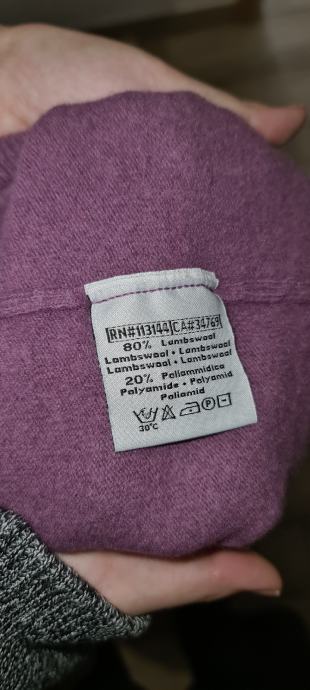 RN#113144 CA#34769
80% Lambswool
Lambswool • Lambswool
Lambswool • Lambswool
20% Poliammidica
Polyamide • Polyamid
Poliamid
P
30°C